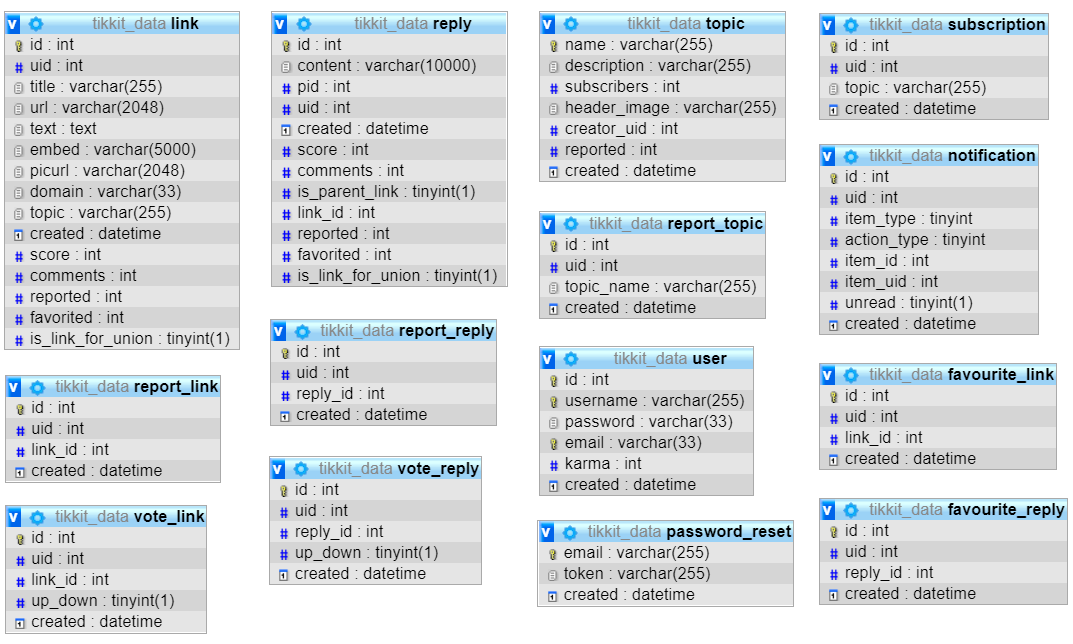 tikkit_data link
id : int
uid : int
title : varchar(255)
url : varchar(2048)
text : text
embed : varchar(5000)
picurl : varchar(2048)
domain : varchar(33)
topic : varchar(255)
created : datetime
score : int
comments : int
reported : int
favorited : int
is_link_for_union : tinyint(1)
tikkit_data report_link
id : int
uid : int
link_id : int
created : datetime
tikkit_data vote_link
id : int
uid : int
link_id : int
up_down : tinyint(1)
created : datetime
tikkit_data reply
id : int
content : varchar(10000)
pid : int
uid : int
created : datetime
score : int
comments : int
is_parent_link : tinyint(1)
link_id : int
reported : int
favorited : int
is_link_for_union : tinyint(1)
tikkit_data report_reply
id : int
uid : int
reply_id : int
created : datetime
tikkit_data vote_reply
id : int
uid : int
reply_id : int
up_down : tinyint(1)
created : datetime
tikkit_data topic
name : varchar(255)
description : varchar(255)
subscribers : int
header_image : varchar(255)
creator_uid : int
reported : int
created : datetime
tikkit_data report_topic
id : int
uid : int
topic_name : varchar(255)
created : datetime
tikkit_data user
id : int
username : varchar(255)
password : varchar(33)
email : varchar(33)
karma : int
created : datetime
tikkit_data password_reset
email : varchar(255)
token : varchar(255)
created : datetime
tikkit_data subscription
id : int
uid : int
topic : varchar(255)
created : datetime
tikkit_data notification
id : int
uid : int
item_type : tinyint
action_type : tinyint
item_id : int
item_uid : int
unread : tinyint(1)
created : datetime
tikkit_data favourite_link
id : int
uid : int
link_id : int
created : datetime
tikkit_data favourite_reply
id : int
uid : int
reply_id : int
created : datetime